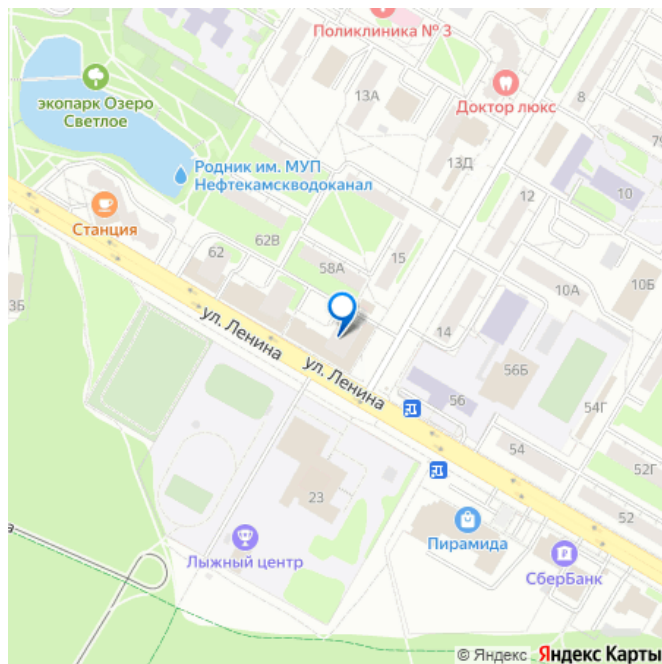 Поликлиника № 3
экопарк Озеро
Светлое
13А
Доктор люкс
8
79
Родник им. МУП
Нефтекамскводоканал
13Д
10
12
Станция
62В
62
58А
15
10Б
10А
3Б
ул. Ленина
14
ул. Ленина
56Б
56
54Г
54
52Г
23
52
Пирамида
Лыжный центр
СберБанк
а
© Яндекс Яндекс Карты